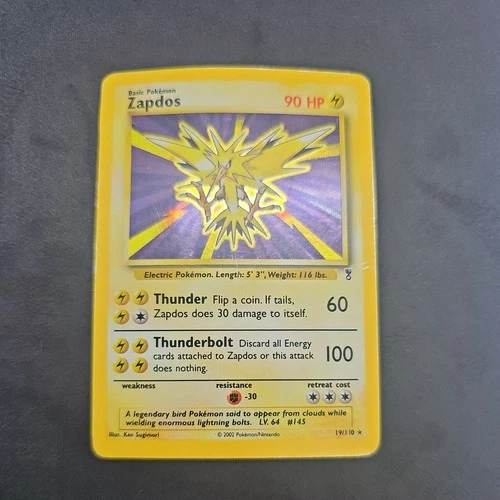 Basic Pokémon
Zapdos
90 HP
Electric Pokémon. Length: 5' 3", Weight: 116 lbs.
Thunder Flip a coin. If tails,
Zapdos does 30 damage to itself.
60
Thunderbolt Discard all Energy
cards attached to Zapdos or this attack
does nothing.
100
weakness
resistance
retreat cost
-30
A legendary bird Pokémon said to appear from clouds while
wielding enormous lightning bolts. LV. 64 #145
Illus. Ken Sugimori
© 2002 Pokémon/Nintendo
19/110 ★